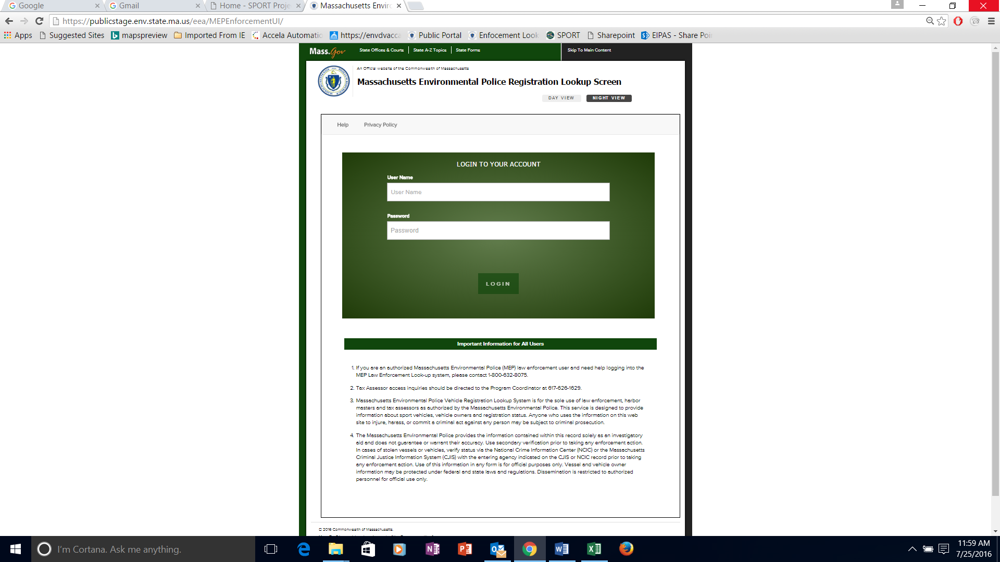 Google
Gmail
Home - SPORT Proje
Massachusetts Enviro
https://publicstage.env.state.ma.us/eea/MEPEnforcementUI/
Apps
Suggested Sites
mapspreview
Imported From IE
Accela Automatio
https://envdvacca
Public Portal
Enfocement Look
SPORT
Sharepoint
EIPAS - Share Poi
Mass.Gov
State Offices & Courts
State A-Z Topics
State Forms
Skip To Main Content
An Official website of the Commonwealth of Massachusetts
Massachusetts Environmental Police Registration Lookup Screen
DAY VIEW
NIGHT VIEW
Help
Privacy Policy
LOGIN TO YOUR ACCOUNT
User Name
User Name
Password
Password
LOGIN
Important Information for All Users
1. If you are an authorized Massachusetts Environmental Police (MEP) law enforcement user and need help logging into the
MEP Law Enforcement Look-up system, please contact 1-800-632-8075.
2. Tax Assessor access inquiries should be directed to the Program Coordinator at 617-626-1629.
3. Massachusetts Environmental Police Vehicle Registration Lookup System is for the sole use of law enforcement, harbor
masters and tax assessors as authorized by the Massachusetts Environmental Police. This service is designed to provide
information about sport vehicles, vehicle owners and registration status. Anyone who uses the information on this web
site to injure, harass, or commit a criminal act against any person may be subject to criminal prosecution.
4. The Massachusetts Environmental Police provides the information contained within this record solely as an investigatory
aid and does not guarantee or warrant their accuracy. Use secondary verification prior to taking any enforcement action.
In cases of stolen vessels or vehicles, verify status via the National Crime Information Center (NCIC) or the Massachusetts
Criminal Justice Information System (CJIS) with the entering agency indicated on the CJIS or NCIC record prior to taking
any enforcement action. Use of this information in any form is for official purposes only. Vessel and vehicle owner
information may be protected under federal and state laws and regulations. Dissemination is restricted to authorized
personnel for official use only.
© 2016 Commonwealth of Massachusetts.
I'm Cortana. Ask me anything.
11:59 AM
7/25/2016